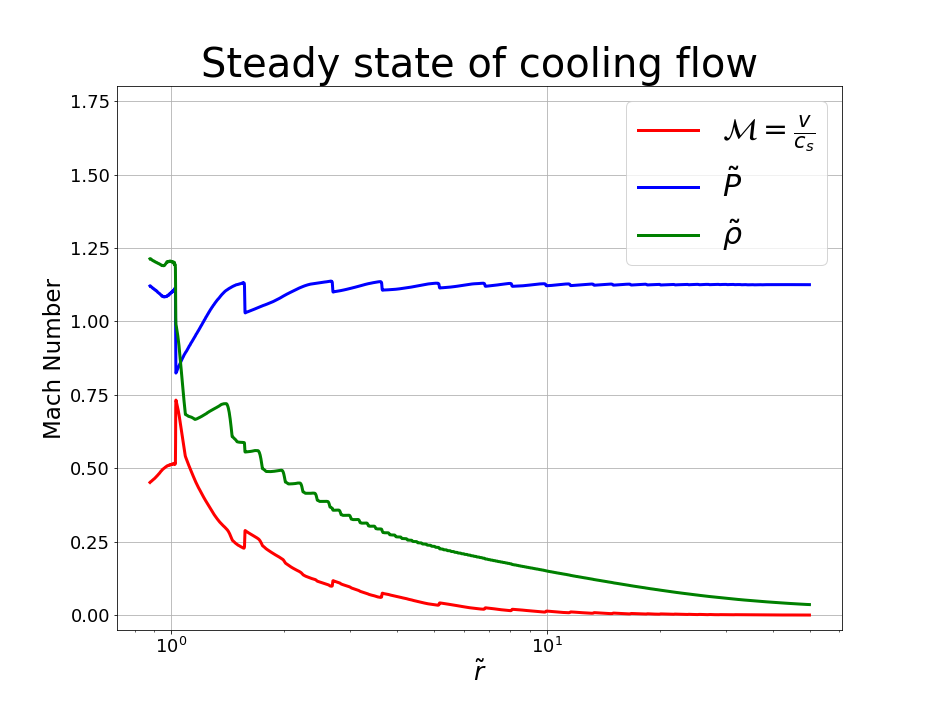 Steady state of cooling flow
1.75
1.50
1.25
1.00
0.75
0.50
0.25
0.00
Mach Number
10⁰
10¹
r̃
ℳ = v/cₛ
P̃
ρ̃